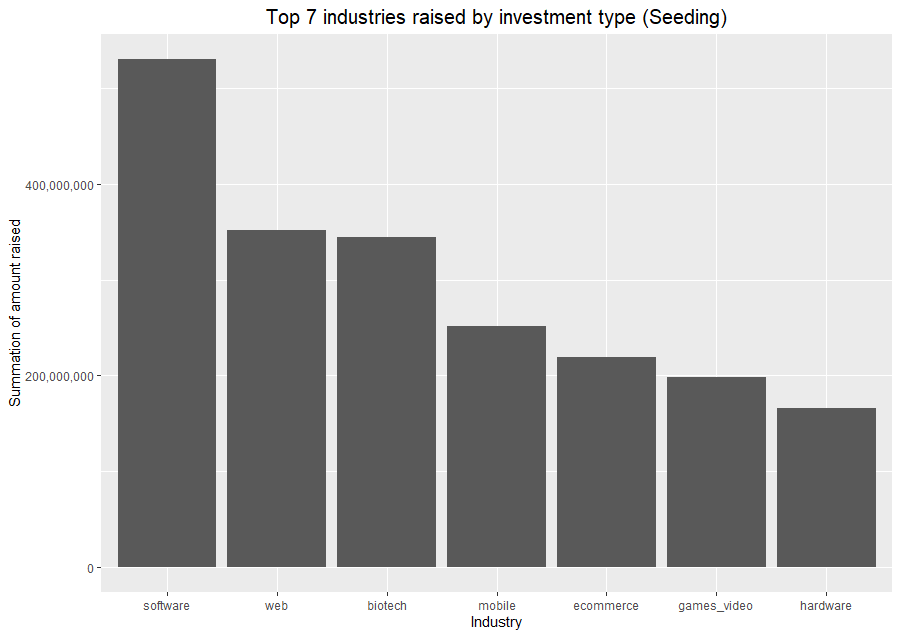 Top 7 industries raised by investment type (Seeding)
Summation of amount raised
400,000,000
200,000,000
0
software web biotech mobile ecommerce games_video hardware
Industry